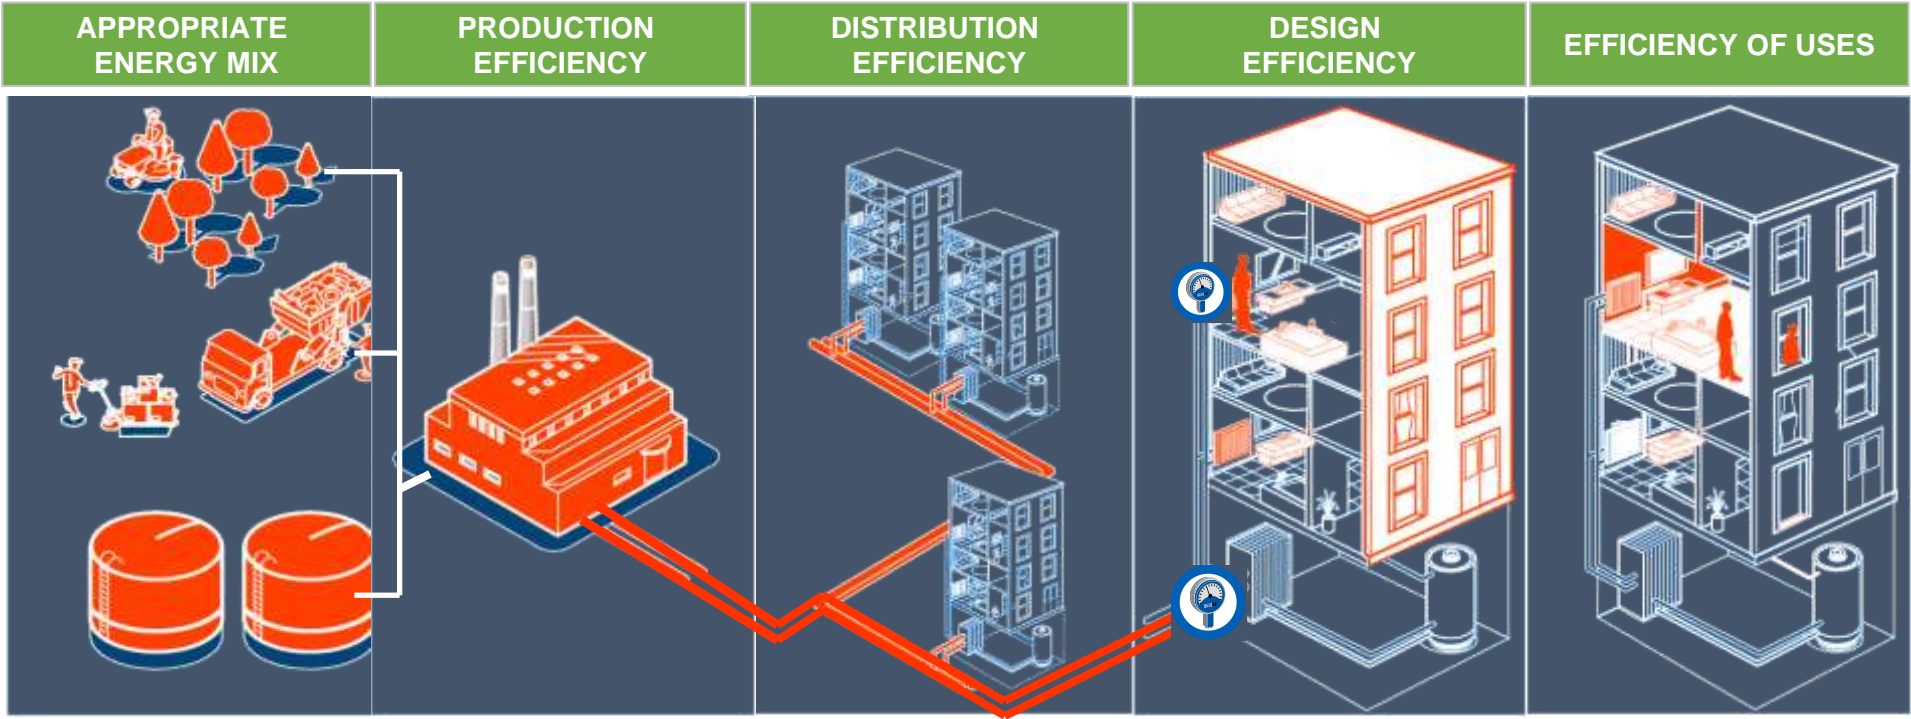 APPROPRIATE
ENERGY MIX
PRODUCTION
EFFICIENCY
DISTRIBUTION
EFFICIENCY
DESIGN
EFFICIENCY
EFFICIENCY OF USES